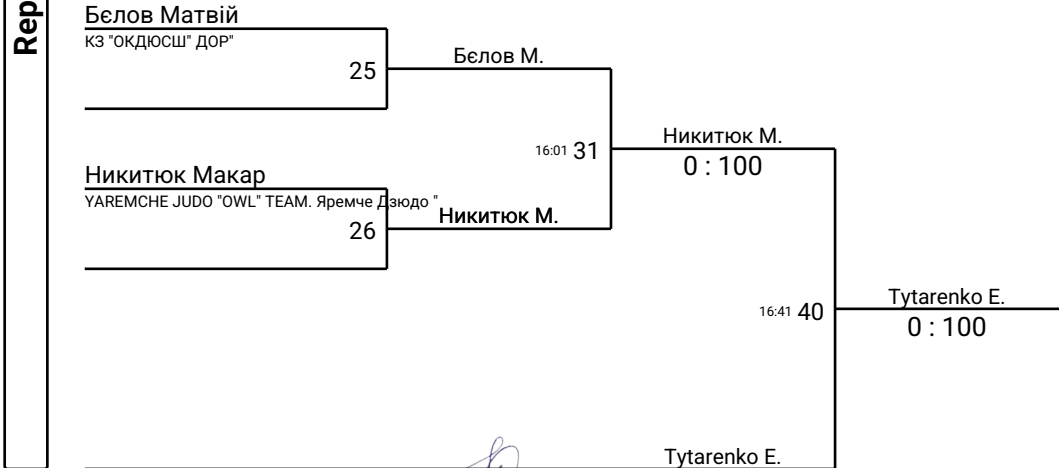 Rep
Бєлов Матвій
КЗ "ОКДЮСШ" ДОР"
25
Бєлов М.
16:01 31
Никитюк М.
0 : 100
Никитюк Макар
YAREMCHE JUDO "OWL" TEAM. Яремче Дзюдо "
Никитюк М.
26
16:41 40
Tytarenko E.
0 : 100
Tytarenko E.